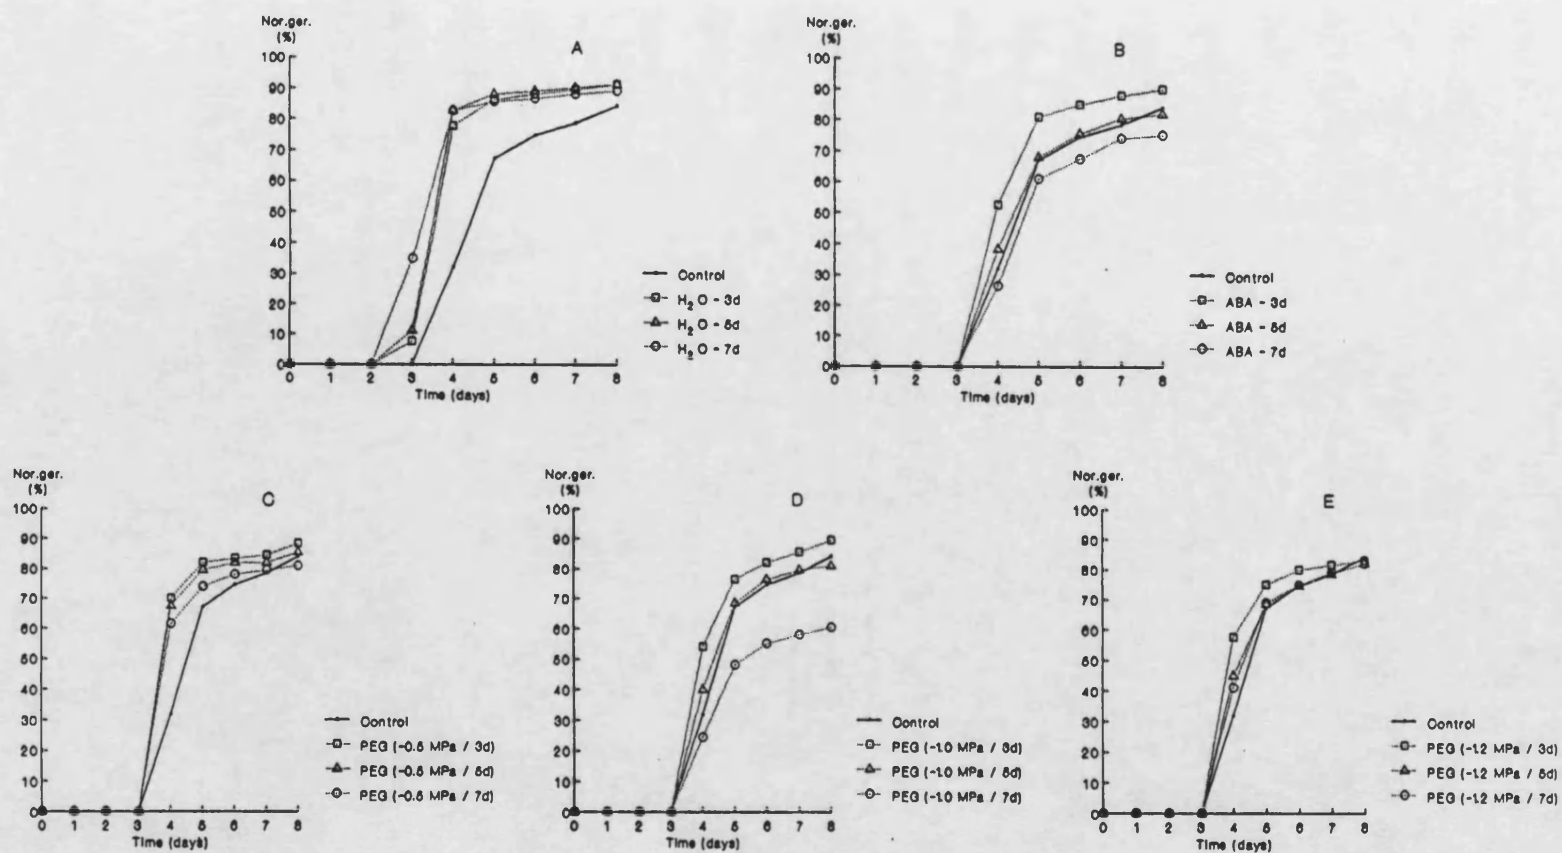 Nor.ger.
(%)
A
100
90
80
70
60
50
40
30
20
10
0
0 1 2 3 4 5 6 7 8
Time (days)
Control
H₂O - 3d
H₂O - 5d
H₂O - 7d
Nor.ger.
(%)
B
100
90
80
70
60
50
40
30
20
10
0
0 1 2 3 4 5 6 7 8
Time (days)
Control
ABA - 3d
ABA - 5d
ABA - 7d
Nor.ger.
(%)
C
100
90
80
70
60
50
40
30
20
10
0
0 1 2 3 4 5 6 7 8
Time (days)
Control
PEG (-0.5 MPa / 3d)
PEG (-0.5 MPa / 5d)
PEG (-0.5 MPa / 7d)
Nor.ger.
(%)
D
100
90
80
70
60
50
40
30
20
10
0
0 1 2 3 4 5 6 7 8
Time (days)
Control
PEG (-1.0 MPa / 3d)
PEG (-1.0 MPa / 5d)
PEG (-1.0 MPa / 7d)
Nor.ger.
(%)
E
100
90
80
70
60
50
40
30
20
10
0
0 1 2 3 4 5 6 7 8
Time (days)
Control
PEG (-1.2 MPa / 3d)
PEG (-1.2 MPa / 5d)
PEG (-1.2 MPa / 7d)